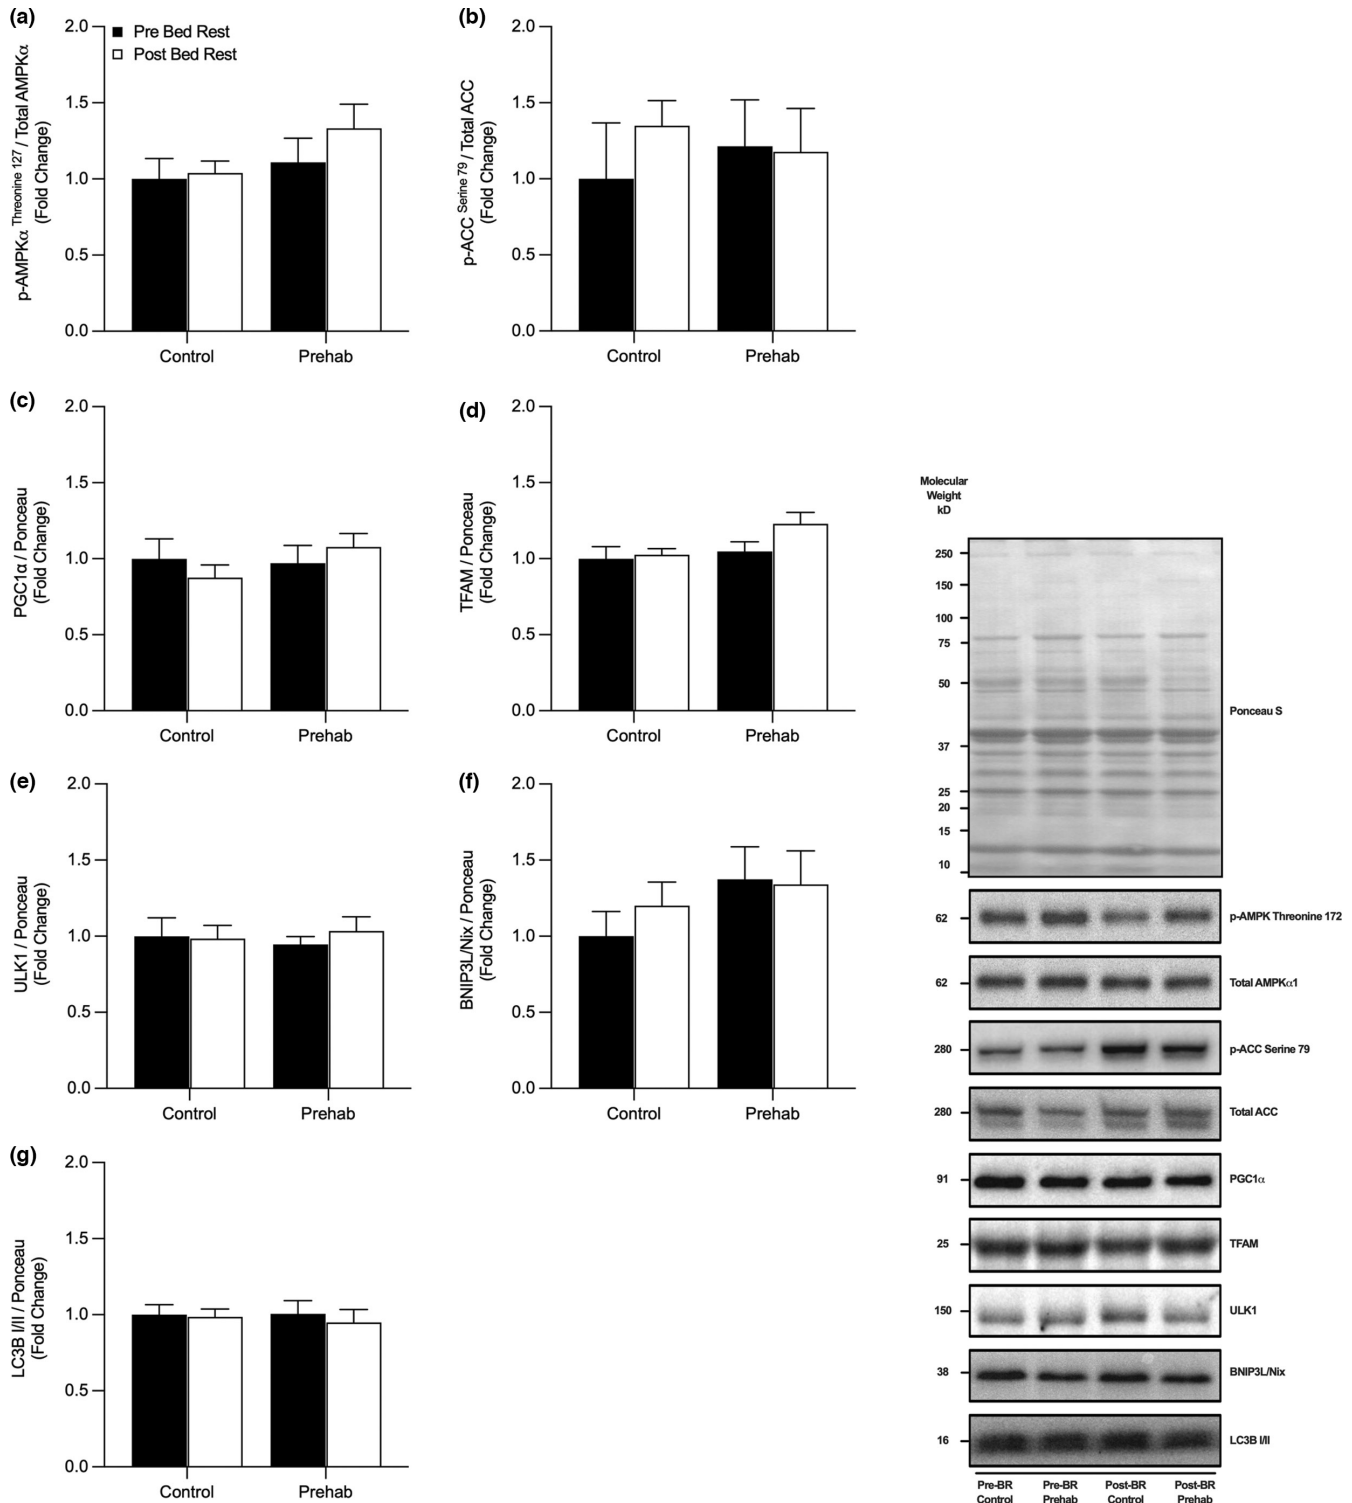 (a)
p-AMPKα Threonine 127 / Total AMPKα
(Fold Change)
2.0
1.5
1.0
0.5
0.0
Pre Bed Rest
Post Bed Rest
Control
Prehab
(b)
p-ACC Serine 79 / Total ACC
(Fold Change)
2.0
1.5
1.0
0.5
0.0
Control
Prehab
(c)
PGC1α / Ponceau
(Fold Change)
2.0
1.5
1.0
0.5
0.0
Control
Prehab
(d)
TFAM / Ponceau
(Fold Change)
2.0
1.5
1.0
0.5
0.0
Control
Prehab
(e)
ULK1 / Ponceau
(Fold Change)
2.0
1.5
1.0
0.5
0.0
Control
Prehab
(f)
BNIP3L/Nix / Ponceau
(Fold Change)
2.0
1.5
1.0
0.5
0.0
Control
Prehab
(g)
LC3B I/II / Ponceau
(Fold Change)
2.0
1.5
1.0
0.5
0.0
Control
Prehab
Molecular
Weight
kD
250
150
100
75
50
37
25
20
15
10
Ponceau S
62
p-AMPK Threonine 172
62
Total AMPKα1
280
p-ACC Serine 79
280
Total ACC
91
PGC1α
25
TFAM
150
ULK1
38
BNIP3L/Nix
16
LC3B I/II
Pre-BR
Control
Pre-BR
Prehab
Post-BR
Control
Post-BR
Prehab